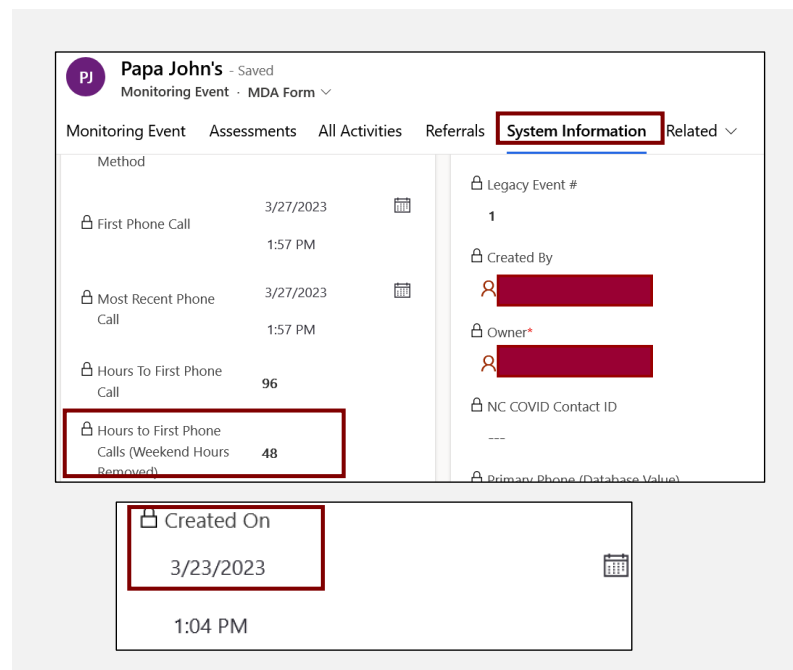 PJ
Papa John's - Saved
Monitoring Event · MDA Form
Monitoring Event Assessments All Activities Referrals System Information Related
Method
First Phone Call
3/27/2023
1:57 PM
Most Recent Phone
Call
3/27/2023
1:57 PM
Hours To First Phone
Call
96
Hours to First Phone
Calls (Weekend Hours
Removed)
48
Legacy Event #
1
Created By
Owner*
NC COVID Contact ID
---
Primary Phone (Database Value)
Created On
3/23/2023
1:04 PM